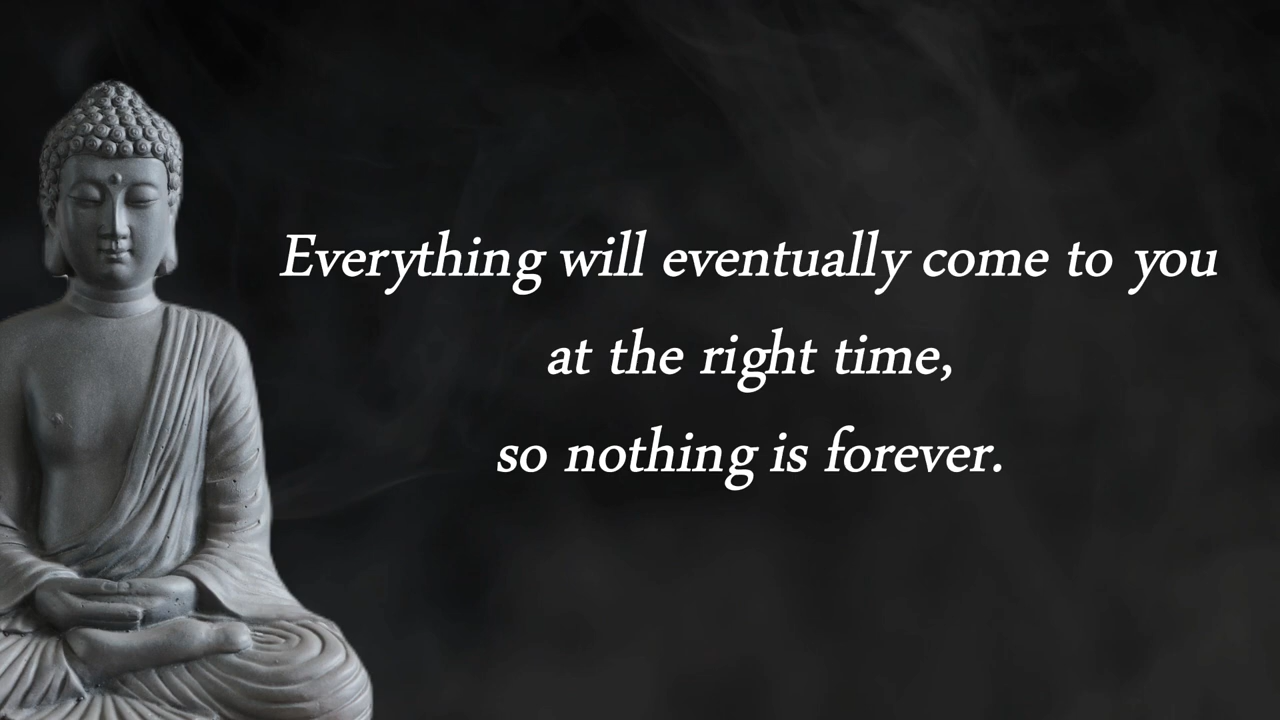 Everything will eventually come to you
at the right time,
so nothing is forever.